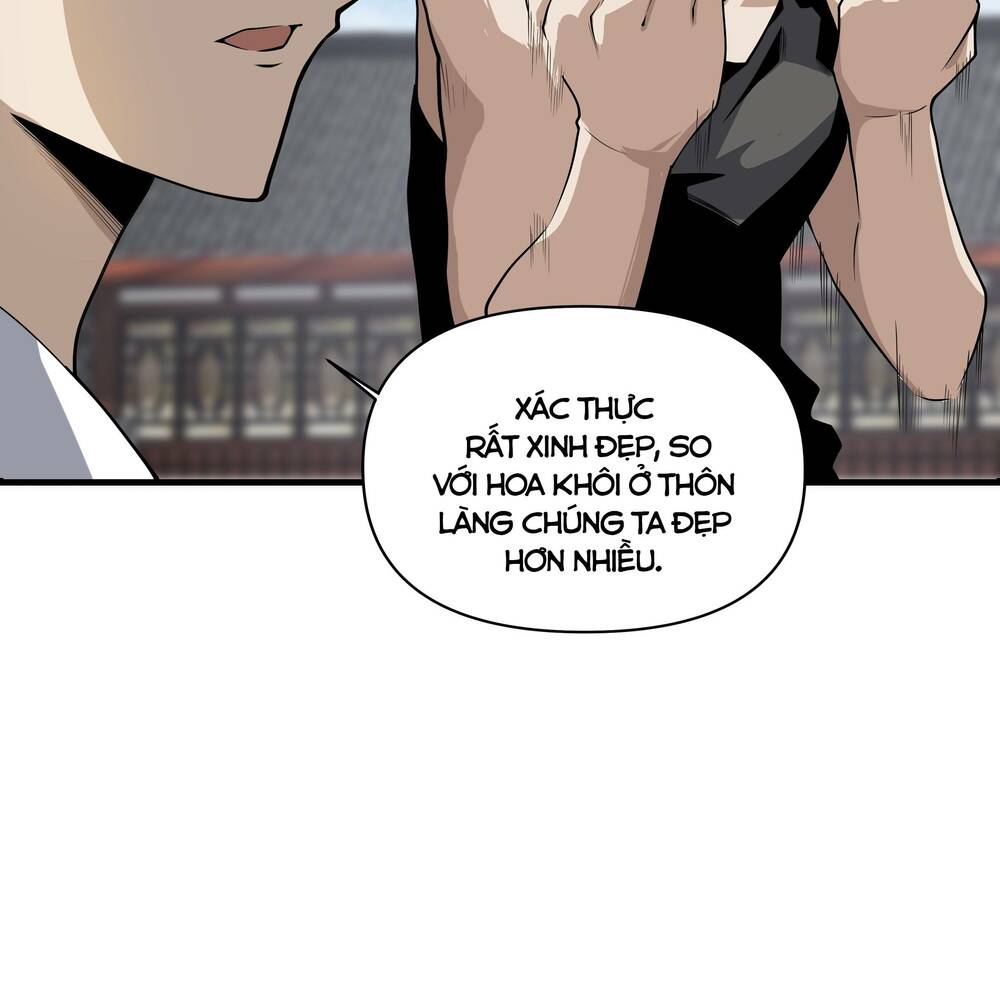 XÁC THỰC
RẤT XINH ĐẸP, SO
VỚI HOA KHÔI Ở THÔN
LÀNG CHÚNG TA ĐẸP
HƠN NHIỀU.